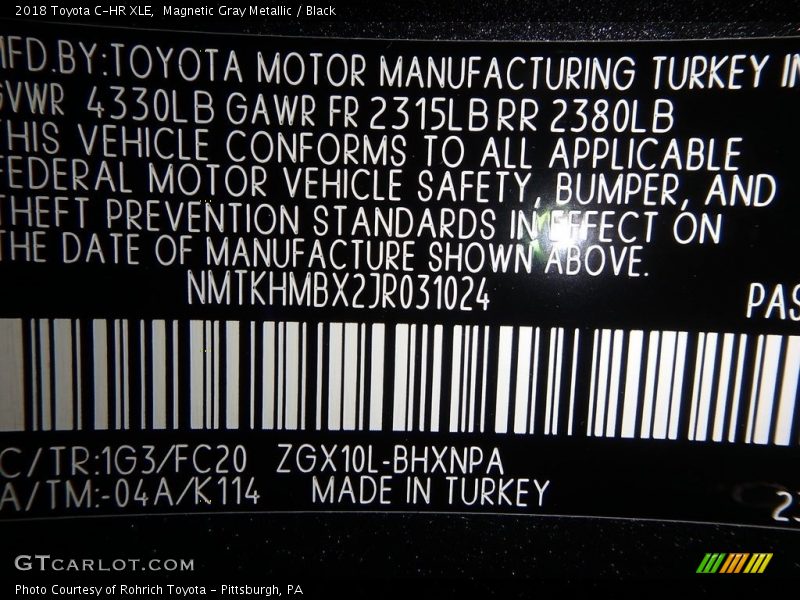 2018 Toyota C-HR XLE,  Magnetic Gray Metallic / Black
MFD.BY:TOYOTA MOTOR MANUFACTURING TURKEY IN
GVWR 4330LB GAWR FR 2315LB RR 2380LB
THIS VEHICLE CONFORMS TO ALL APPLICABLE
FEDERAL MOTOR VEHICLE SAFETY, BUMPER, AND
THEFT PREVENTION STANDARDS IN EFFECT ON
THE DATE OF MANUFACTURE SHOWN ABOVE.
NMTKHMBX2JR031024
PAS
C/TR:1G3/FC20 ZGX10L-BHXNPA
A/TM:-04A/K114 MADE IN TURKEY
23
GTCARLOT.COM
Photo Courtesy of Rohrich Toyota - Pittsburgh, PA